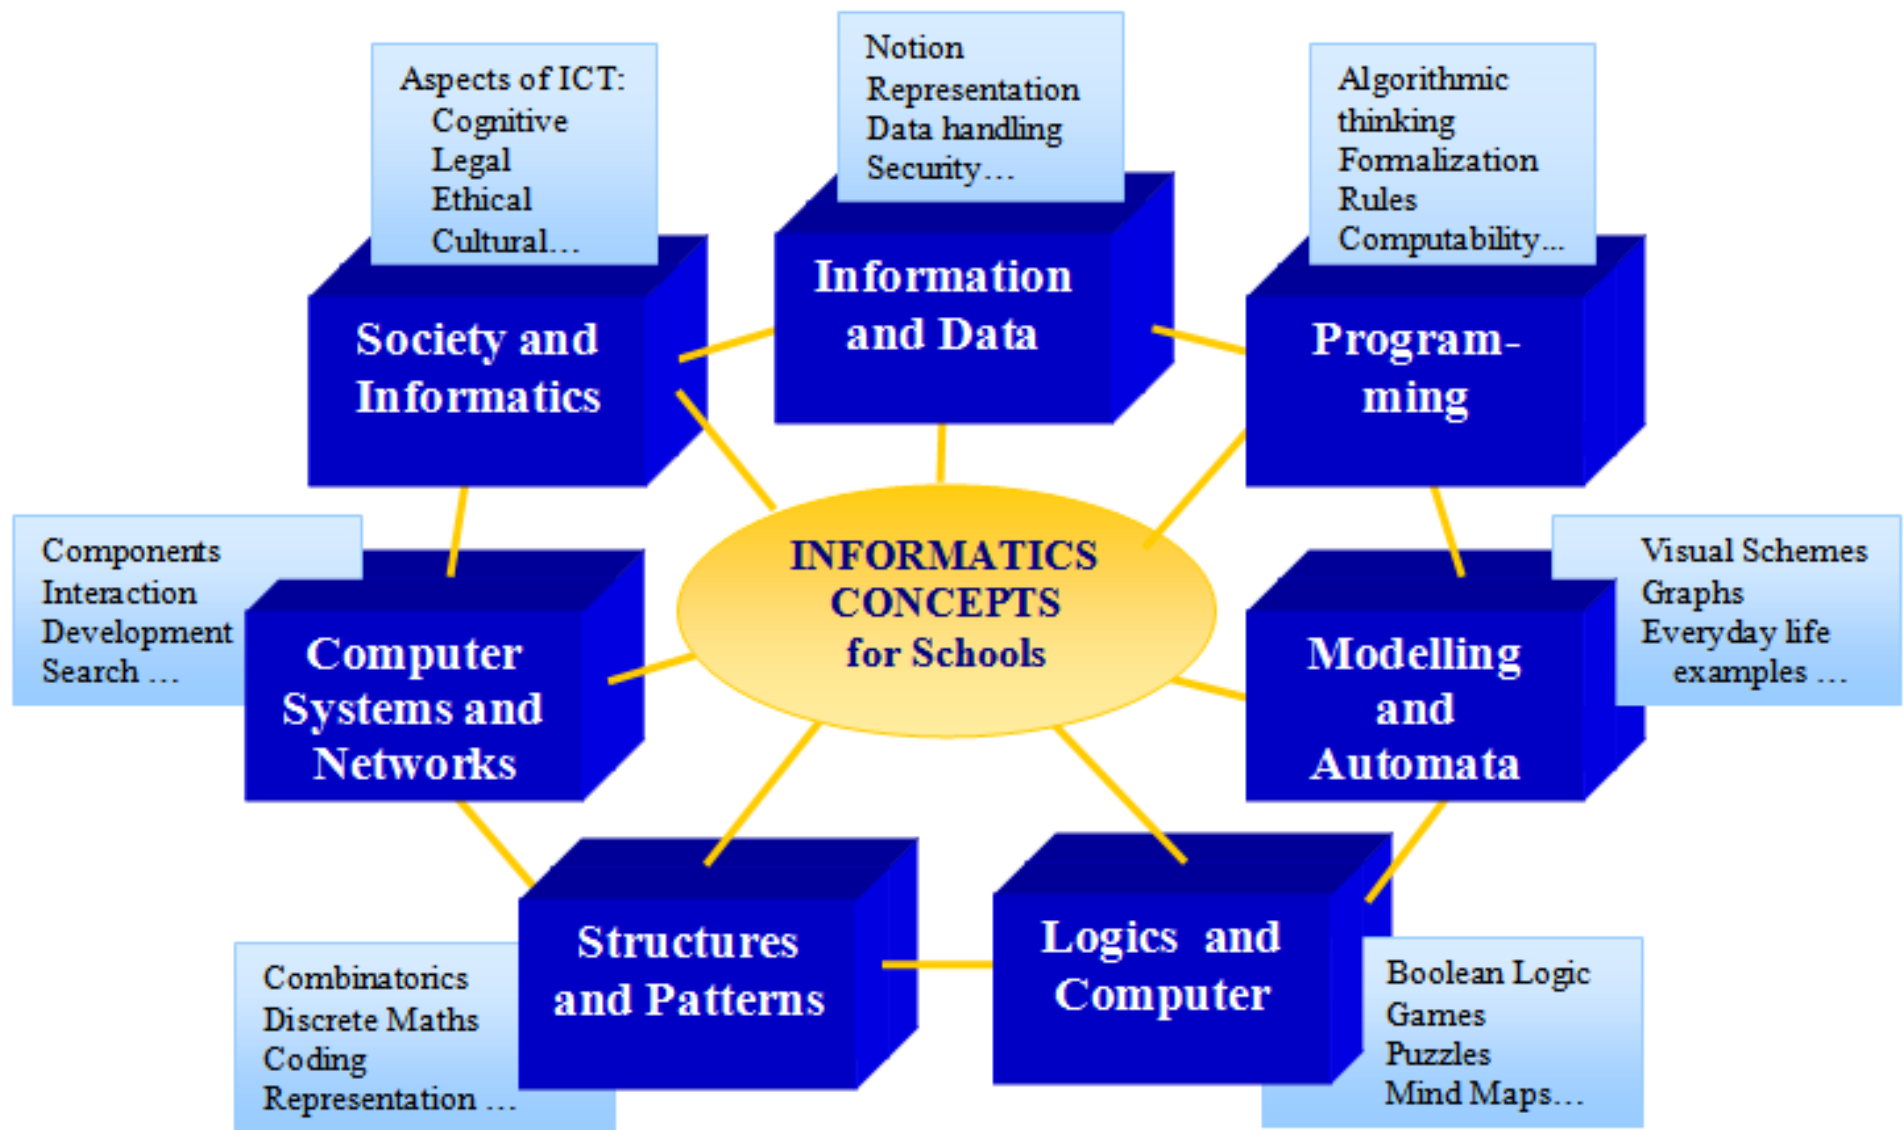 Aspects of ICT:
Cognitive
Legal
Ethical
Cultural…
Society and
Informatics
Notion
Representation
Data handling
Security…
Information
and Data
Algorithmic
thinking
Formalization
Rules
Computability...
Program-
ming
Components
Interaction
Development
Search …
Computer
Systems and
Networks
INFORMATICS
CONCEPTS
for Schools
Visual Schemes
Graphs
Everyday life
examples …
Modelling
and
Automata
Combinatorics
Discrete Maths
Coding
Representation …
Structures
and Patterns
Logics and
Computer
Boolean Logic
Games
Puzzles
Mind Maps…